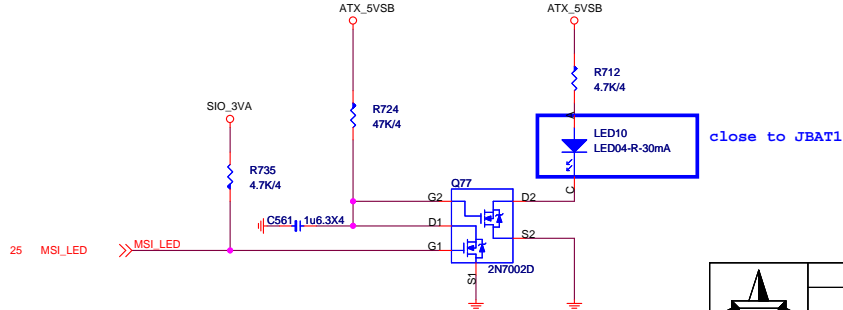 ATX_5VSB
ATX_5VSB
R712
4.7K/4
SIO_3VA
R724
47K/4
A
LED10
LED04-R-30mA
close to JBAT1
R735
4.7K/4
Q77
C
G2
D2
C561
1u6.3X4
D1
S2
25 MSI_LED
MSI_LED
G1
2N7002D
S1